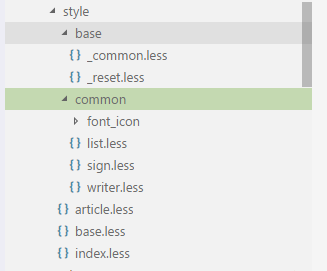 style
base
_common.less
_reset.less
common
font_icon
list.less
sign.less
writer.less
article.less
base.less
index.less